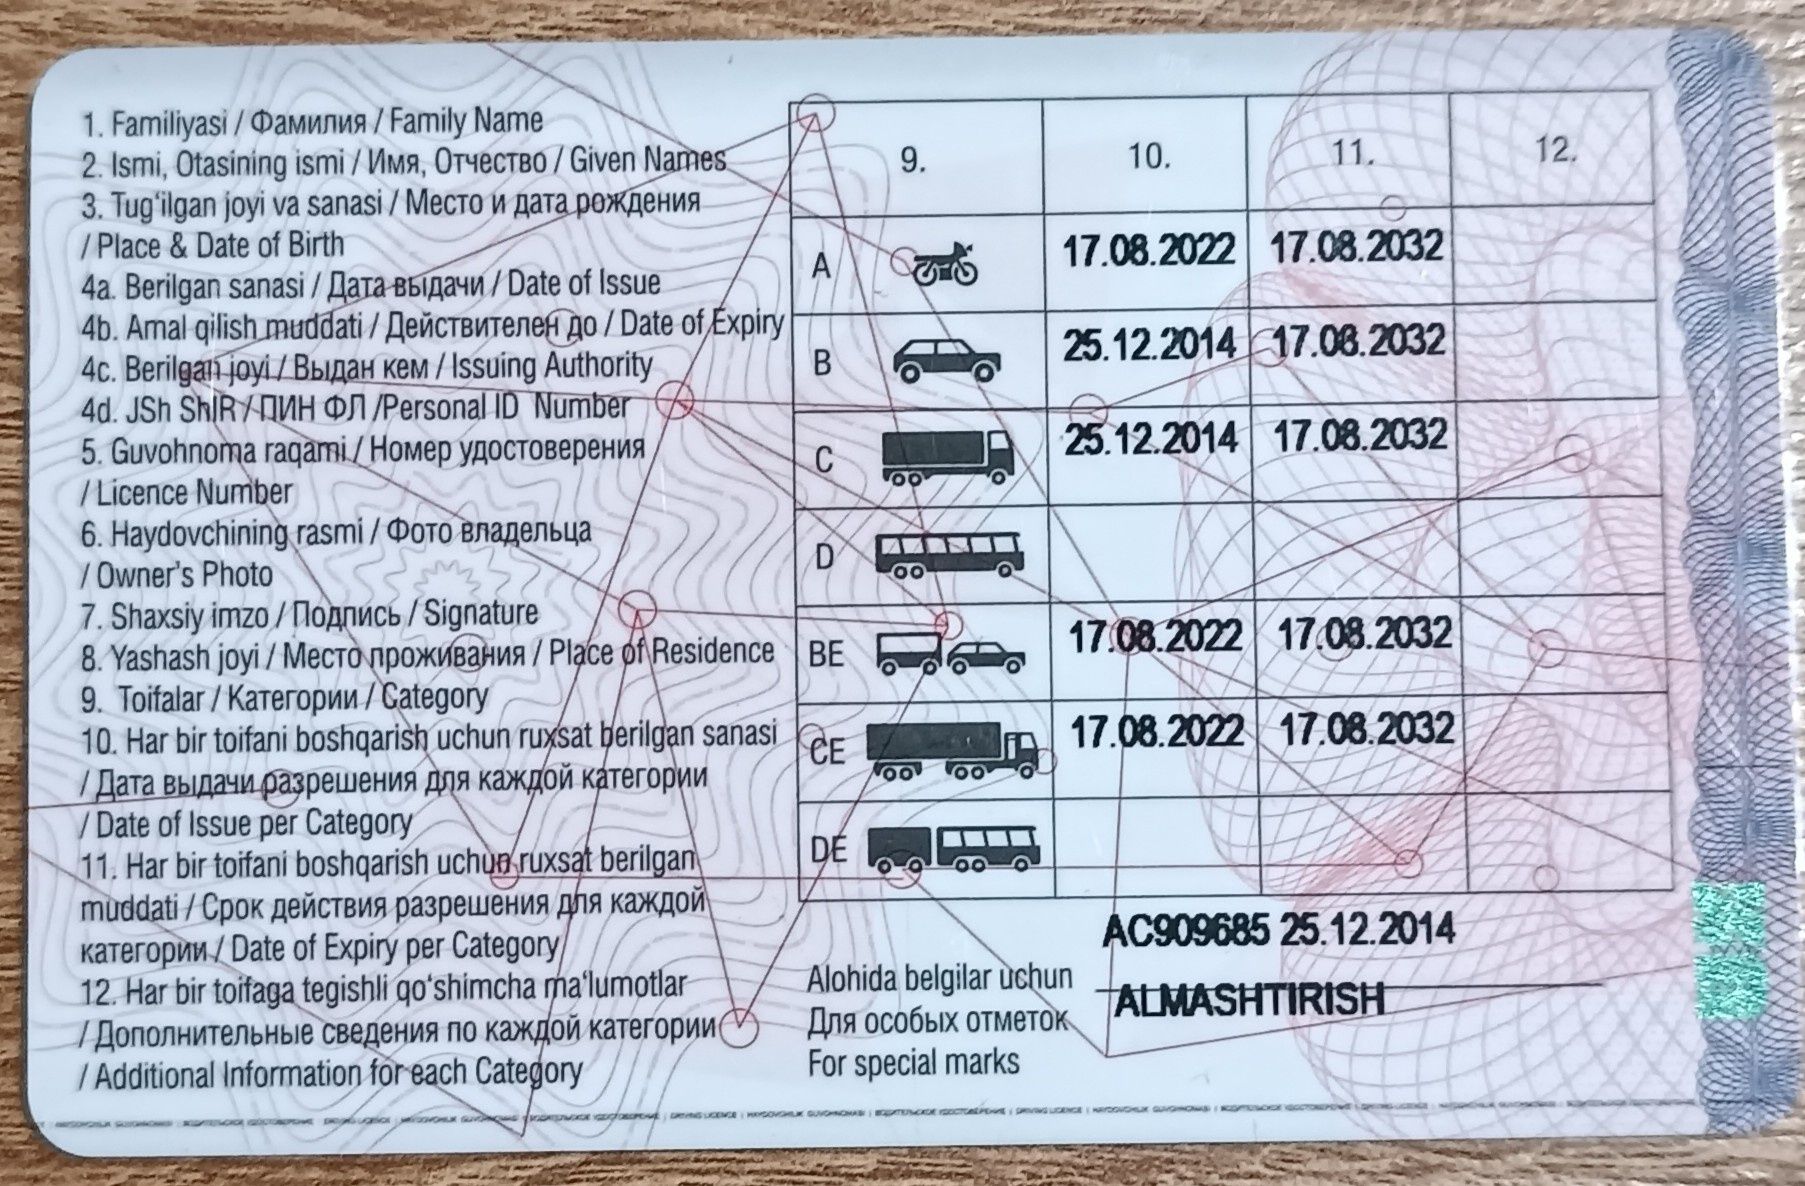 1. Familiyasi / Фамилия / Family Name
2. Ismi, Otasining ismi / Имя, Отчество / Given Names
3. Tug‘ilgan joyi va sanasi / Место и дата рождения
/ Place & Date of Birth
4a. Berilgan sanasi / Дата выдачи / Date of Issue
4b. Amal qilish muddati / Действителен до / Date of Expiry
4c. Berilgan joyi / Выдан кем / Issuing Authority
4d. JSh ShIR / ПИН ФЛ /Personal ID Number
5. Guvohnoma raqami / Номер удостоверения
/ Licence Number
6. Haydovchining rasmi / Фото владельца
/ Owner's Photo
7. Shaxsiy imzo / Подпись / Signature
8. Yashash joyi / Место проживания / Place of Residence
9. Toifalar / Категории / Category
10. Har bir toifani boshqarish uchun ruxsat berilgan sanasi
/ Дата выдачи разрешения для каждой категории
/ Date of Issue per Category
11. Har bir toifani boshqarish uchun ruxsat berilgan
muddati / Срок действия разрешения для каждой
категории / Date of Expiry per Category
12. Har bir toifaga tegishli qo‘shimcha ma‘lumotlar
/ Дополнительные сведения по каждой категории
/ Additional Information for each Category
9. 10. 11. 12.
A 17.08.2022 17.08.2032
B 25.12.2014 17.08.2032
C 25.12.2014 17.08.2032
D
BE 17.08.2022 17.08.2032
CE 17.08.2022 17.08.2032
DE
AC909685 25.12.2014
Alohida belgilar uchun
ALMASHTIRISH
Для особых отметок
For special marks